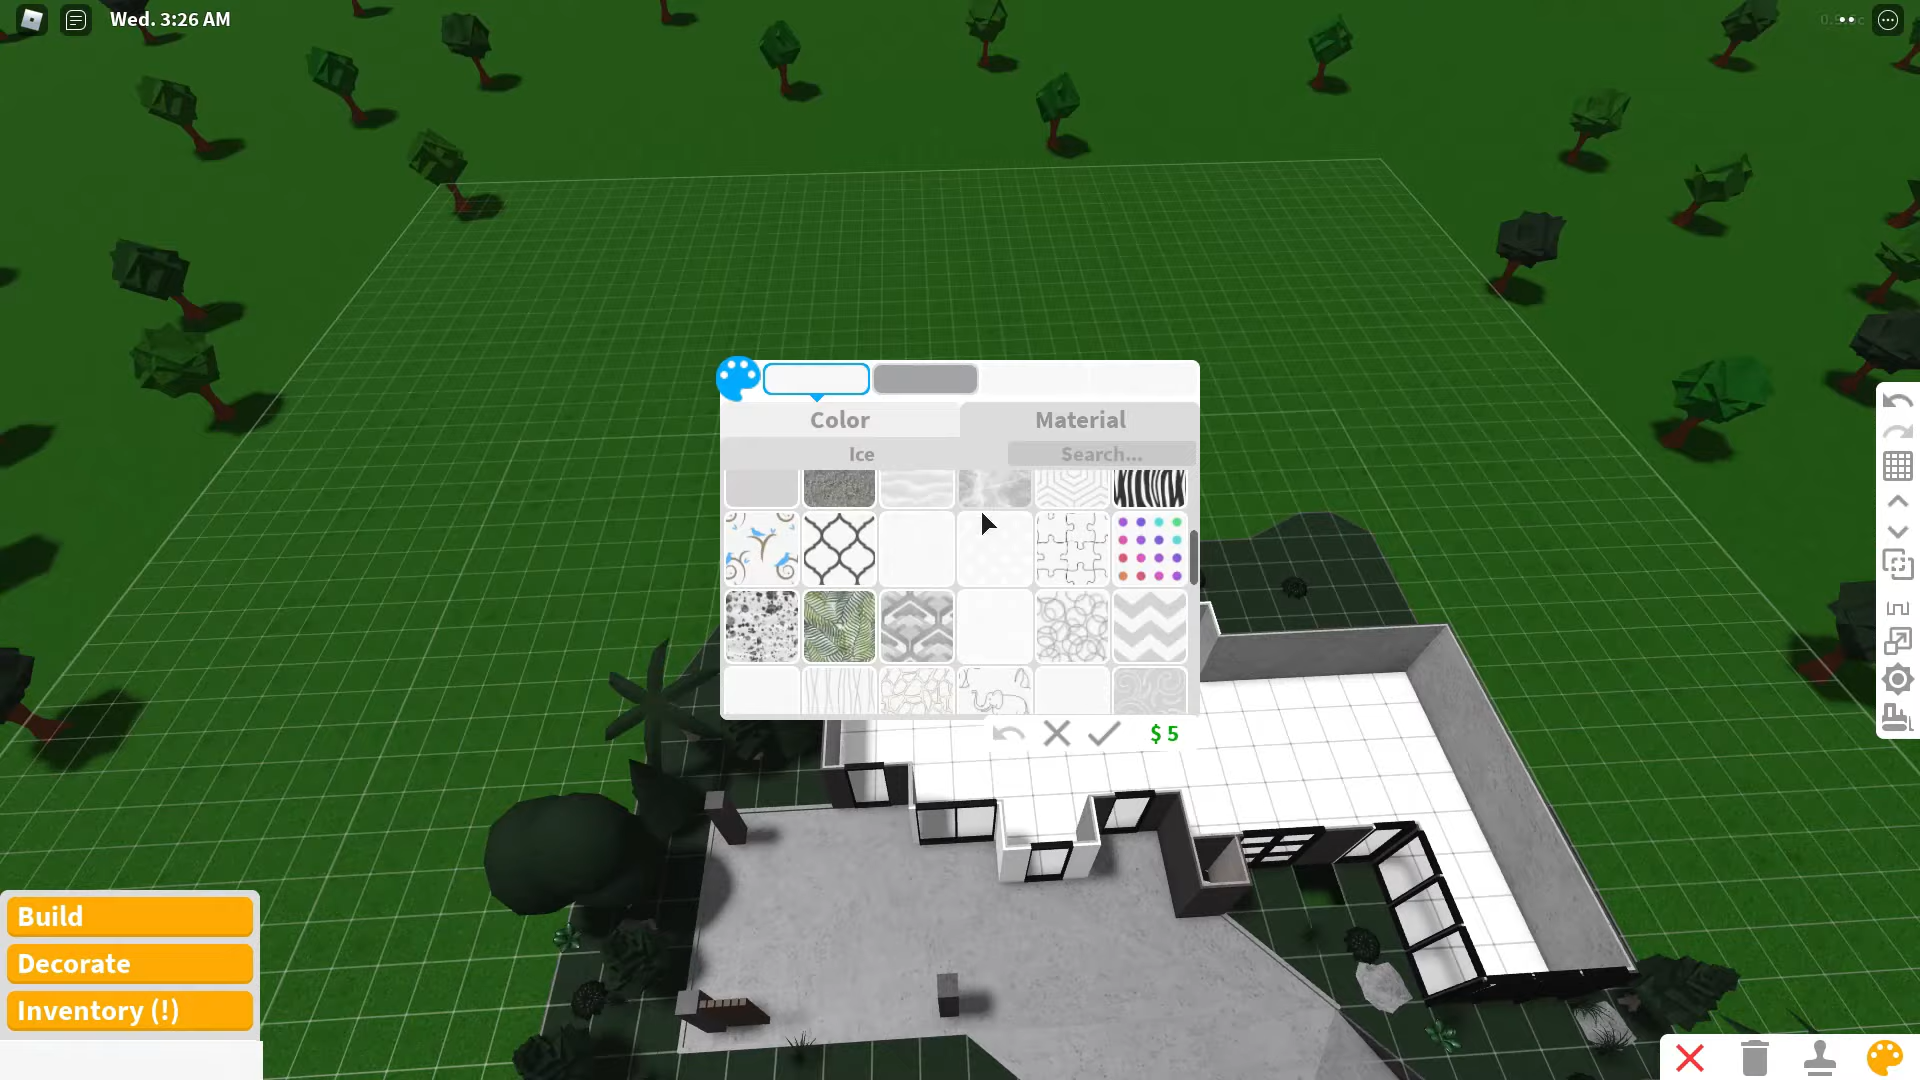 Wed. 3:26 AM
Color
Material
Ice
Search...
$ 5
Build
Decorate
Inventory (!)